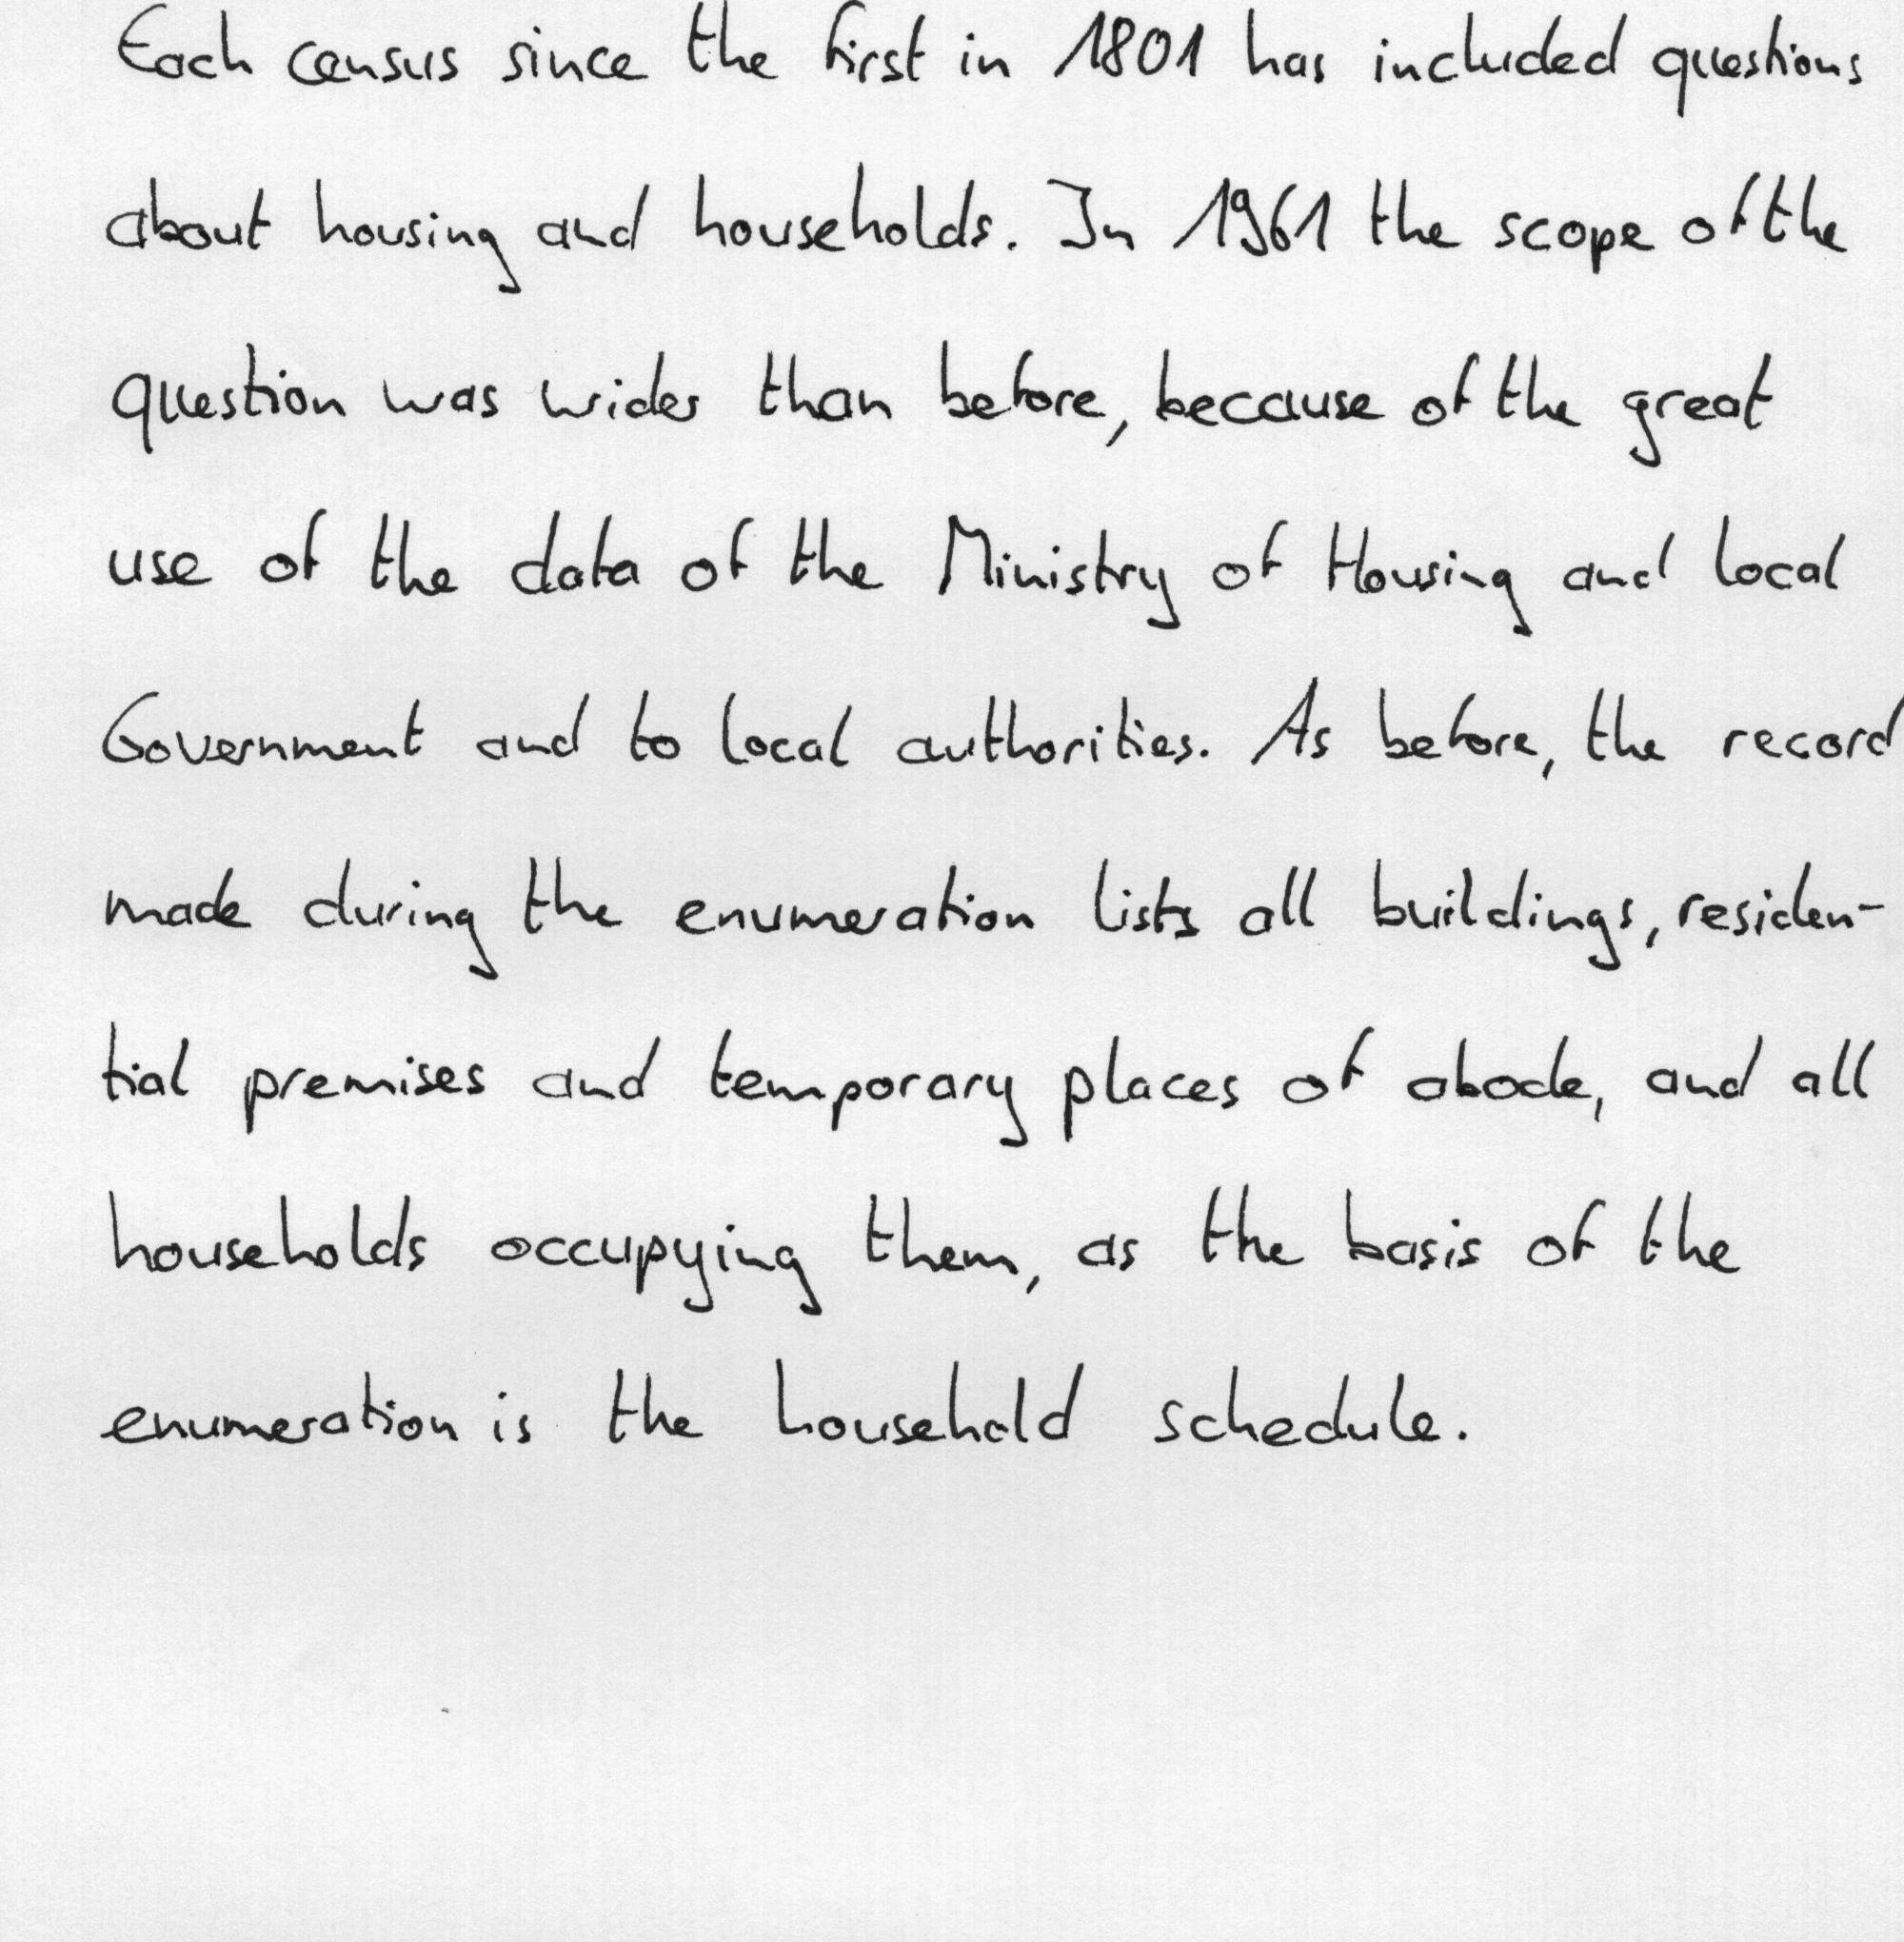 Each census since the first in 1801 has included questions
about housing and households. In 1961 the scope of the
question was wider than before, because of the great
use of the data of the Ministry of Housing and local
Government and to local authorities. As before, the record
made during the enumeration lists all buildings, residen-
tial premises and temporary places of abode, and all
households occupying them, as the basis of the
enumeration is the household schedule.